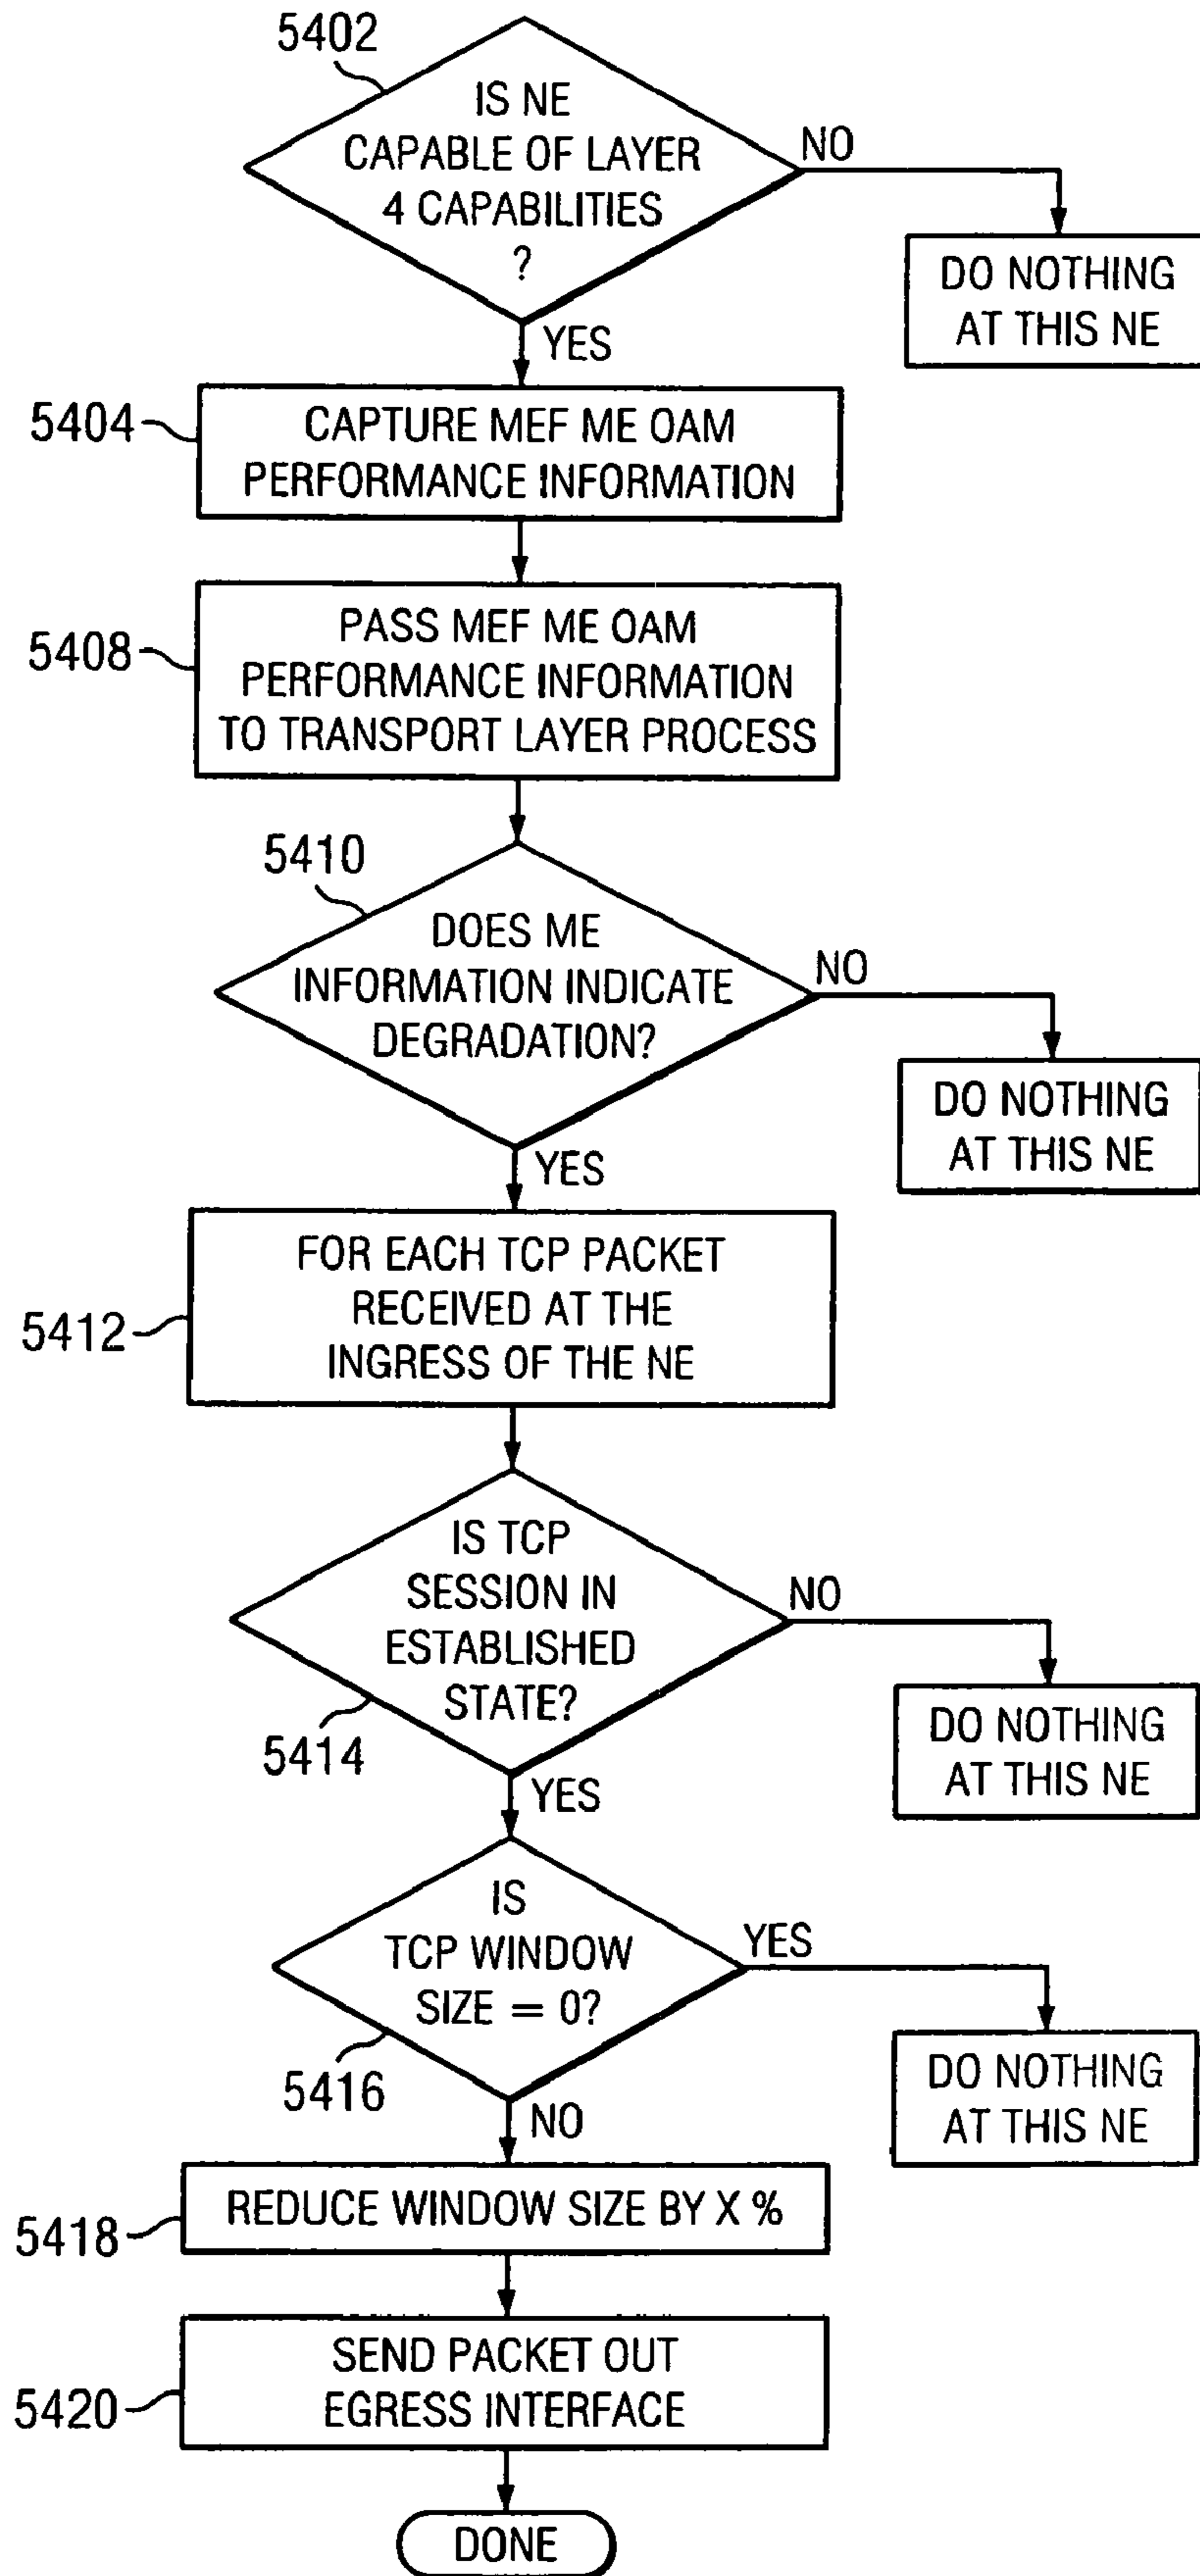 5402
IS NE
CAPABLE OF LAYER
4 CAPABILITIES
?
NO
DO NOTHING
AT THIS NE
YES
5404
CAPTURE MEF ME OAM
PERFORMANCE INFORMATION
5408
PASS MEF ME OAM
PERFORMANCE INFORMATION
TO TRANSPORT LAYER PROCESS
5410
DOES ME
INFORMATION INDICATE
DEGRADATION?
NO
DO NOTHING
AT THIS NE
YES
5412
FOR EACH TCP PACKET
RECEIVED AT THE
INGRESS OF THE NE
IS TCP
SESSION IN
ESTABLISHED
STATE?
5414
NO
DO NOTHING
AT THIS NE
YES
IS
TCP WINDOW
SIZE = 0?
5416
YES
DO NOTHING
AT THIS NE
NO
5418
REDUCE WINDOW SIZE BY X %
5420
SEND PACKET OUT
EGRESS INTERFACE
DONE